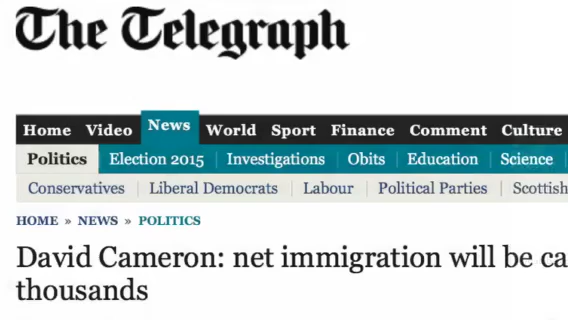 The Telegraph
Home Video News World Sport Finance Comment Culture
Politics Election 2015 Investigations Obits Education Science
Conservatives Liberal Democrats Labour Political Parties Scottish
HOME » NEWS » POLITICS
David Cameron: net immigration will be ca
thousands